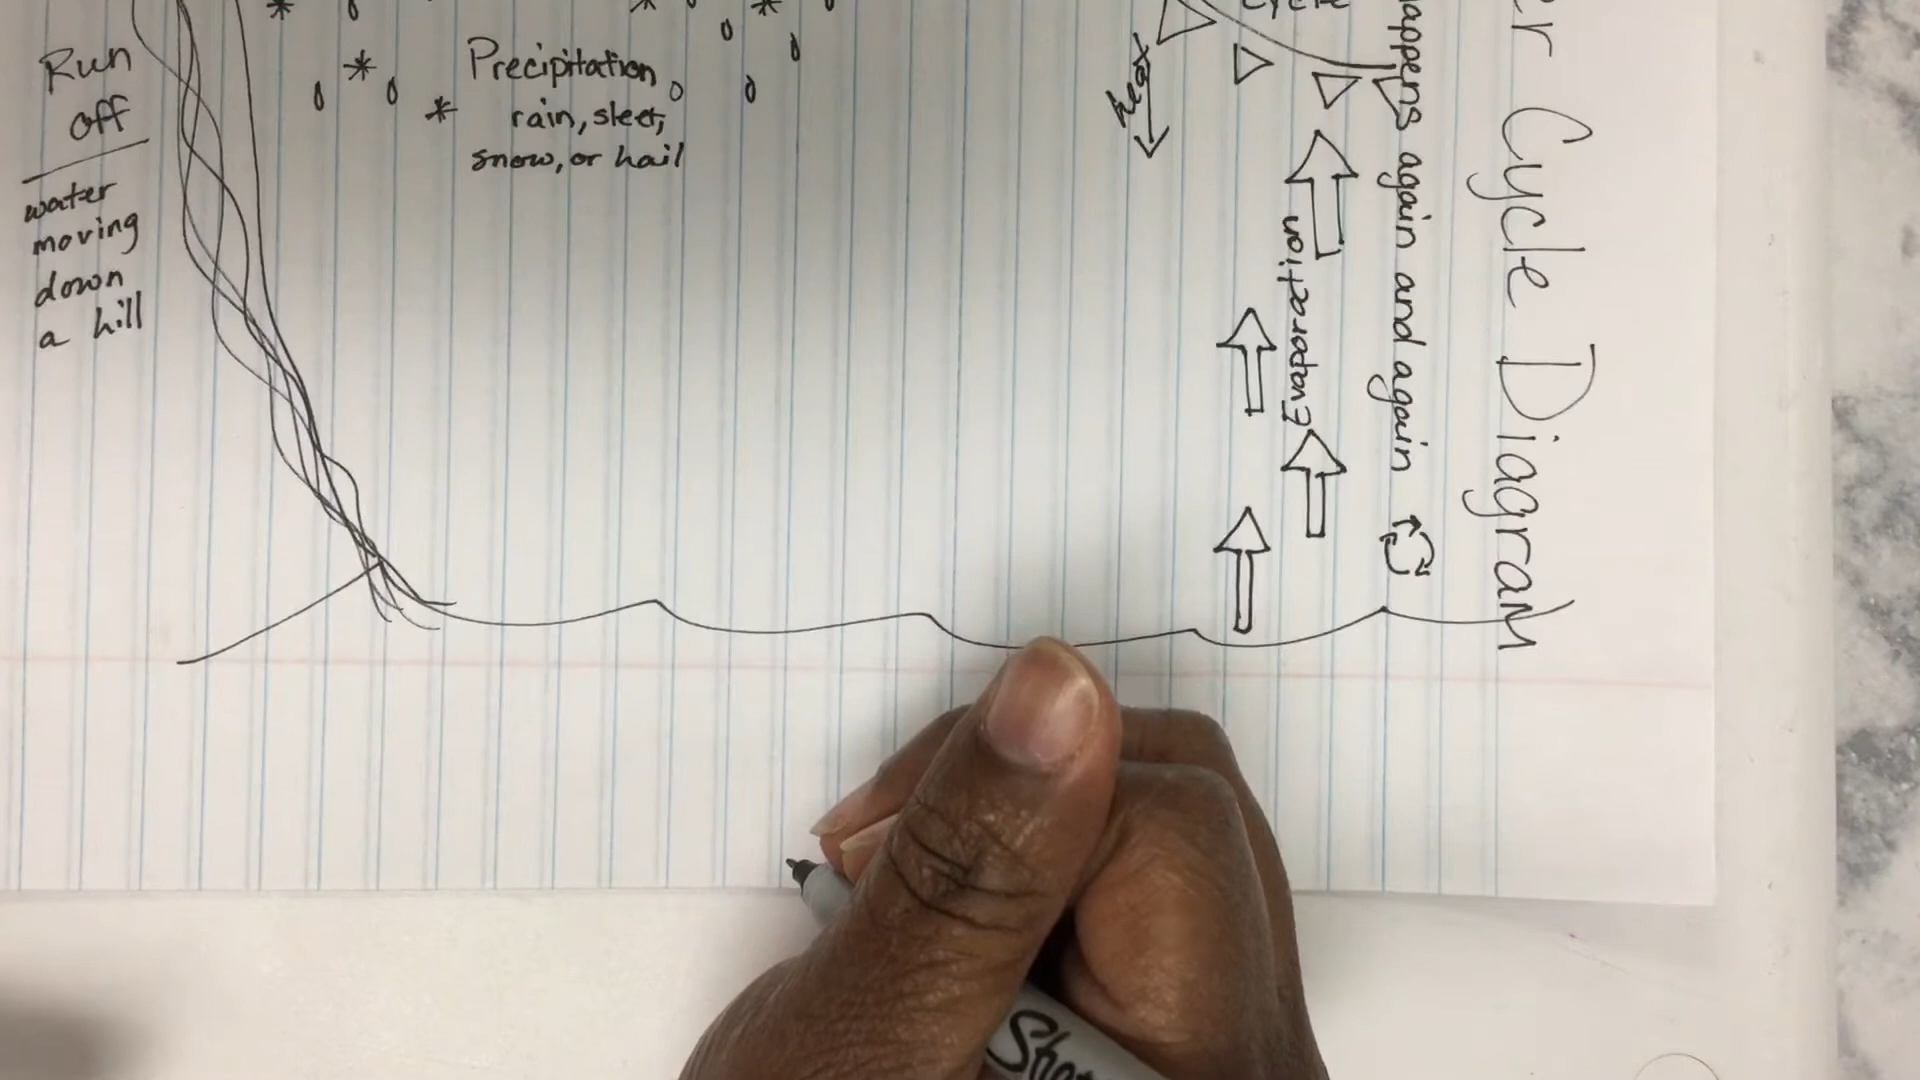 Run
off
water
moving
down
a hill
Precipitation
rain, sleet,
snow, or hail
cycle
heat
Evaporation
happens again and again
Cycle Diagram